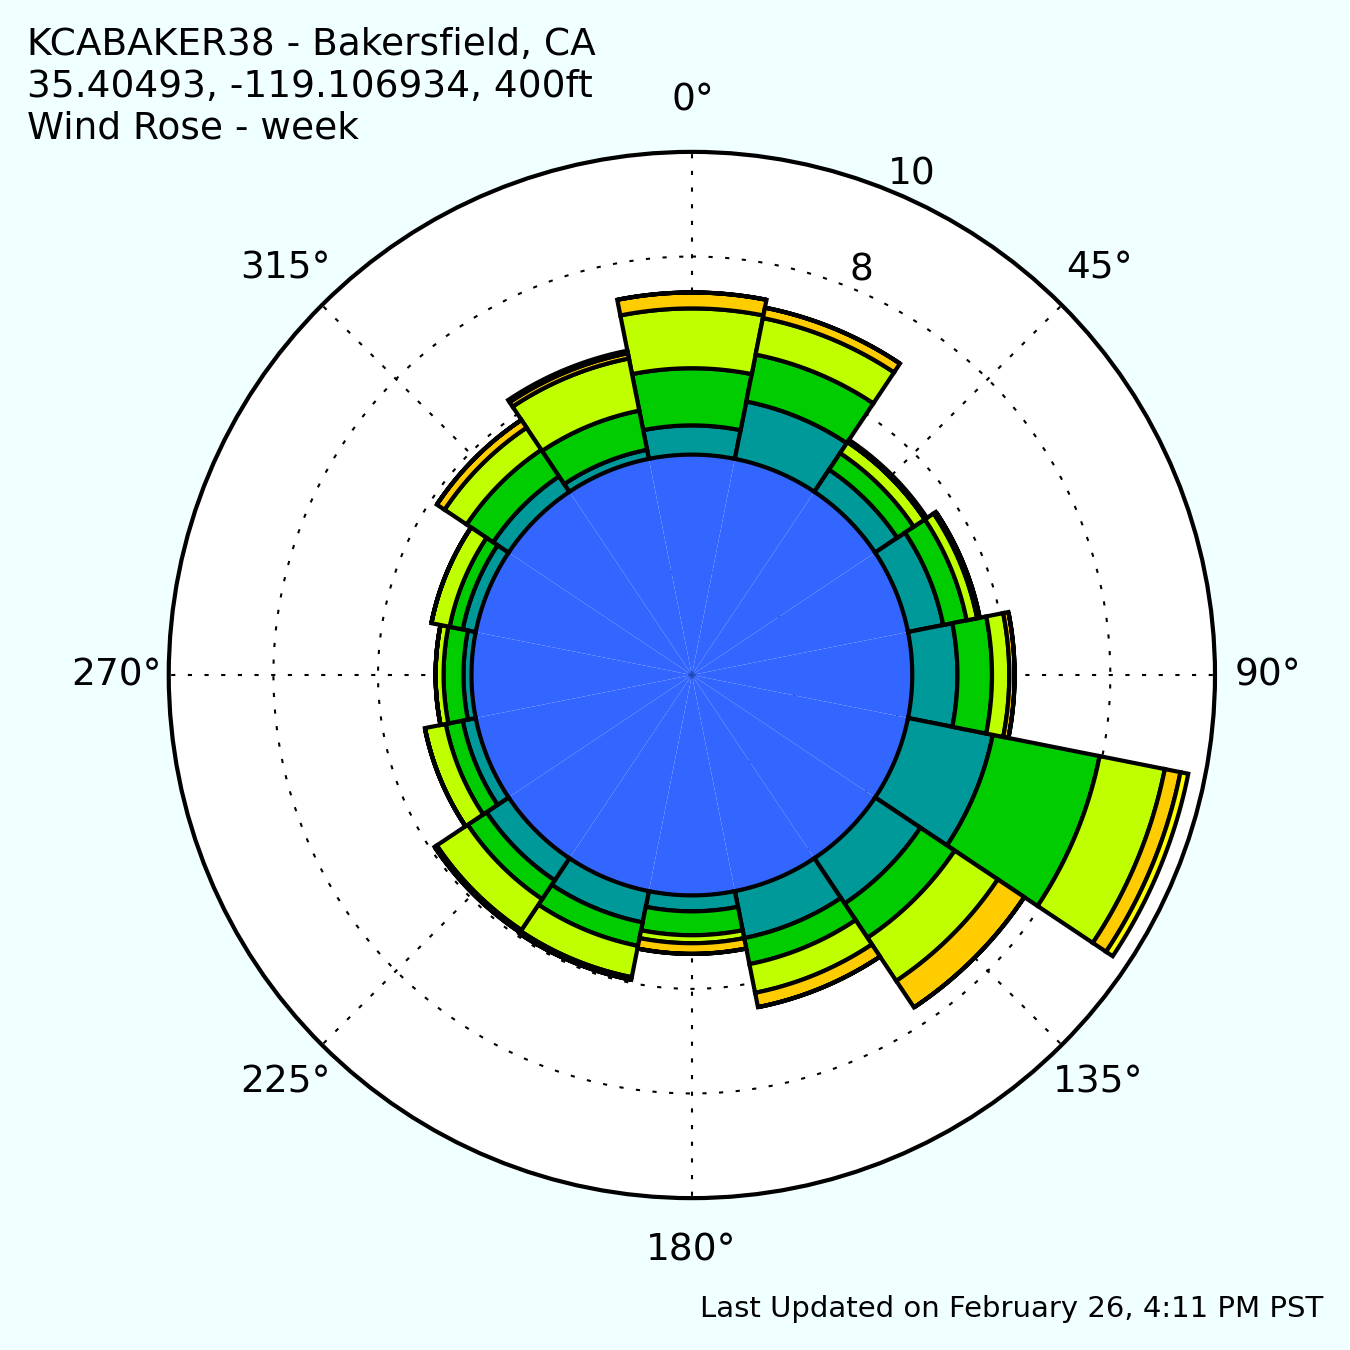 KCABAKER38 - Bakersfield, CA
35.40493, -119.106934, 400ft
Wind Rose - week
0°
10
315°
8
45°
270°
90°
225°
135°
180°
Last Updated on February 26, 4:11 PM PST